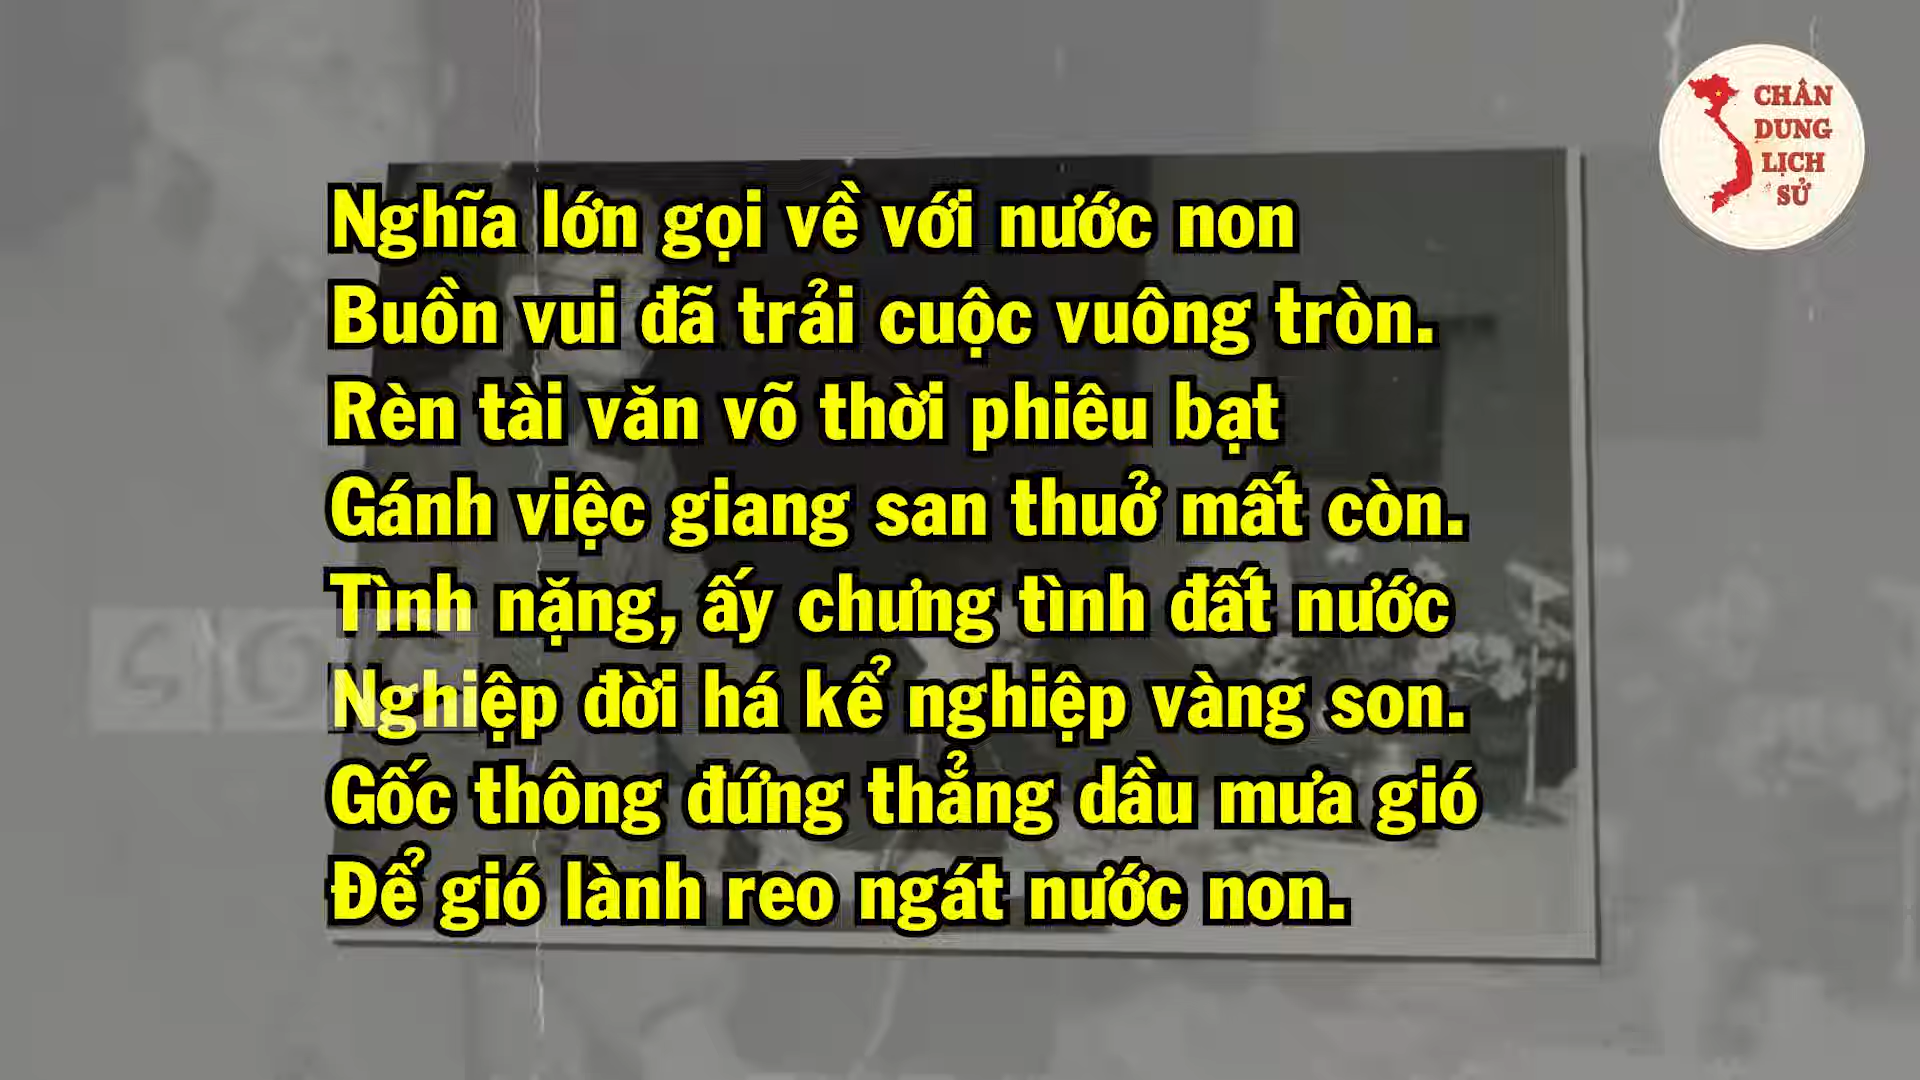 CHÂN
DUNG
LỊCH
SỬ
Nghĩa lớn gọi về với nước non
Buồn vui đã trải cuộc vuông tròn.
Rèn tài văn võ thời phiêu bạt
Gánh việc giang san thuở mất còn.
Tình nặng, ấy chưng tình đất nước
Nghiệp đời há kể nghiệp vàng son.
Gốc thông đứng thẳng dầu mưa gió
Để gió lành reo ngát nước non.